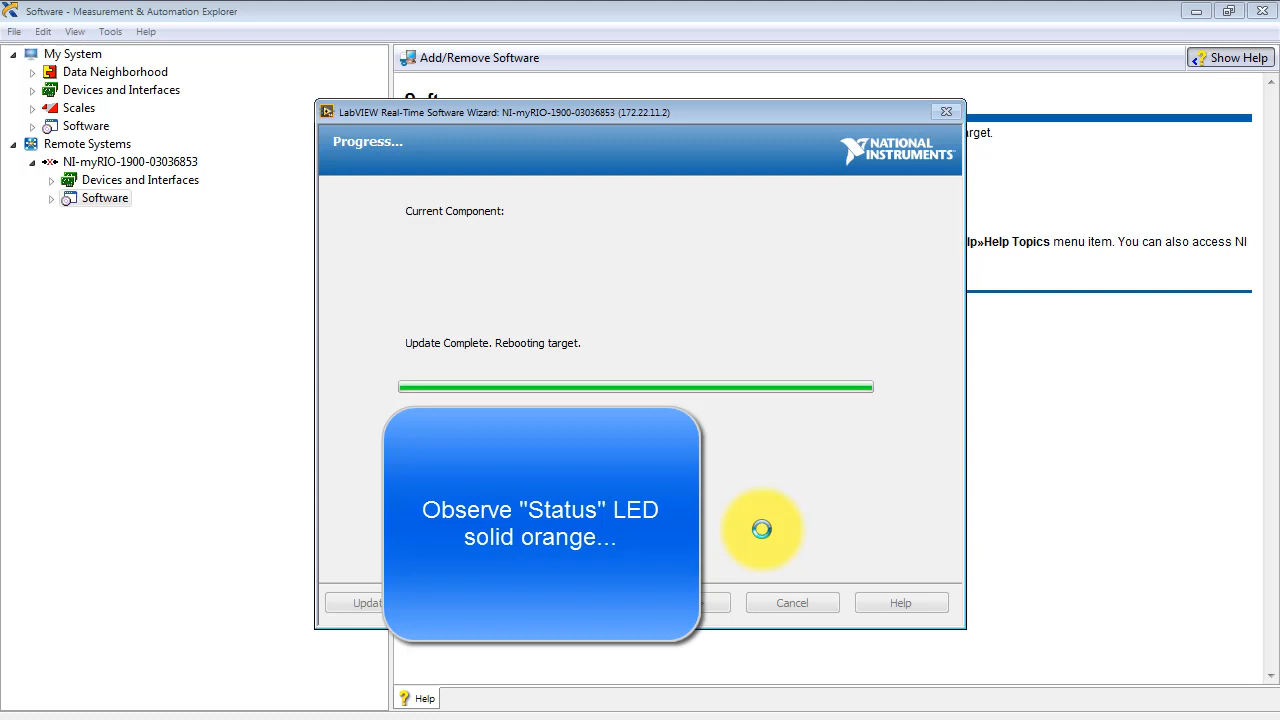 Software - Measurement & Automation Explorer
File Edit View Tools Help
My System
Data Neighborhood
Devices and Interfaces
Scales
Software
Remote Systems
NI-myRIO-1900-03036853
Devices and Interfaces
Software
Add/Remove Software
Show Help
LabVIEW Real-Time Software Wizard: NI-myRIO-1900-03036853 (172.22.11.2)
Progress...
NATIONAL
INSTRUMENTS
Current Component:
Update Complete. Rebooting target.
Observe "Status" LED
solid orange...
Cancel
Help
lp»Help Topics menu item. You can also access NI
Help